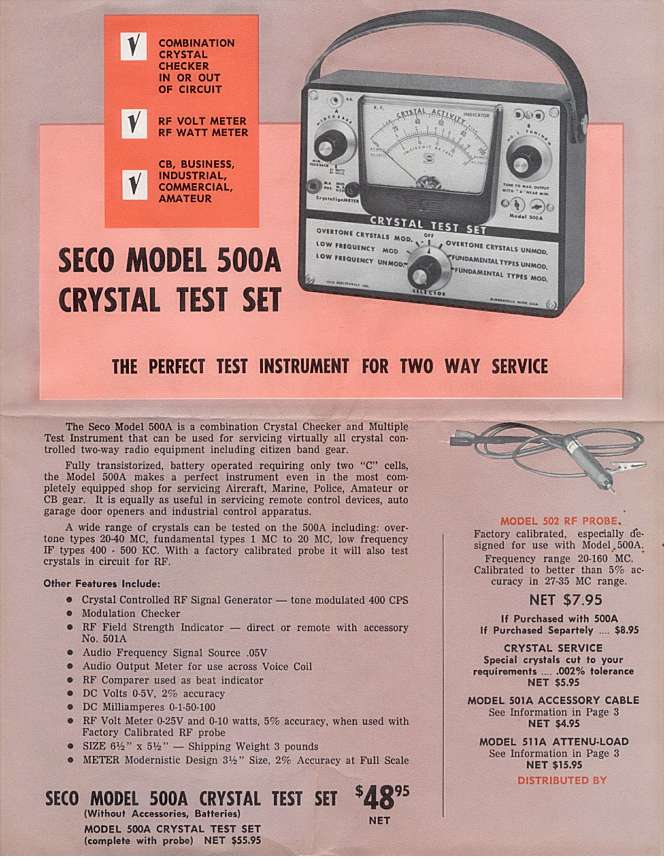 COMBINATION
CRYSTAL
CHECKER
IN OR OUT
OF CIRCUIT
RF VOLT METER
RF WATT METER
CB, BUSINESS,
INDUSTRIAL,
COMMERCIAL,
AMATEUR
R. F.
CRYSTAL ACTIVITY
INDICATOR
TUNE TO MAX. OUTPUT
Model 500A
CRYSTAL TEST SET
OVERTONE CRYSTALS MOD.
OFF
OVERTONE CRYSTALS UNMOD.
LOW FREQUENCY MOD
FUNDAMENTAL TYPES UNMOD.
LOW FREQUENCY UNMOD
FUNDAMENTAL TYPES MOD.
SELECTOR
SECO MODEL 500A
CRYSTAL TEST SET
THE PERFECT TEST INSTRUMENT FOR TWO WAY SERVICE
The Seco Model 500A is a combination Crystal Checker and Multiple
Test Instrument that can be used for servicing virtually all crystal con-
trolled two-way radio equipment including citizen band gear.
Fully transistorized, battery operated requiring only two "C" cells,
the Model 500A makes a perfect instrument even in the most com-
pletely equipped shop for servicing Aircraft, Marine, Police, Amateur or
CB gear. It is equally as useful in servicing remote control devices, auto
garage door openers and industrial control apparatus.
A wide range of crystals can be tested on the 500A including: over-
tone types 20-40 MC, fundamental types 1 MC to 20 MC, low frequency
IF types 400 - 500 KC. With a factory calibrated probe it will also test
crystals in circuit for RF.
Other Features Include:
● Crystal Controlled RF Signal Generator — tone modulated 400 CPS
● Modulation Checker
● RF Field Strength Indicator — direct or remote with accessory
No. 501A
● Audio Frequency Signal Source .05V
● Audio Output Meter for use across Voice Coil
● RF Comparer used as beat indicator
● DC Volts 0-5V, 2% accuracy
● DC Milliamperes 0-1-50-100
● RF Volt Meter 0-25V and 0-10 watts, 5% accuracy, when used with
Factory Calibrated RF probe
● SIZE 6½" x 5½" — Shipping Weight 3 pounds
● METER Modernistic Design 3½" Size, 2% Accuracy at Full Scale
SECO MODEL 500A CRYSTAL TEST SET $48 95
(Without Accessories, Batteries)
NET
MODEL 500A CRYSTAL TEST SET
(complete with probe) NET $55.95
MODEL 502 RF PROBE.
Factory calibrated, especially de-
signed for use with Model 500A.
Frequency range 20-160 MC.
Calibrated to better than 5% ac-
curacy in 27-35 MC range.
NET $7.95
If Purchased with 500A
If Purchased Separtely .... $8.95
CRYSTAL SERVICE
Special crystals cut to your
requirements .... .002% tolerance
NET $5.95
MODEL 501A ACCESSORY CABLE
See Information in Page 3
NET $4.95
MODEL 511A ATTENU-LOAD
See Information in Page 3
NET $15.95
DISTRIBUTED BY